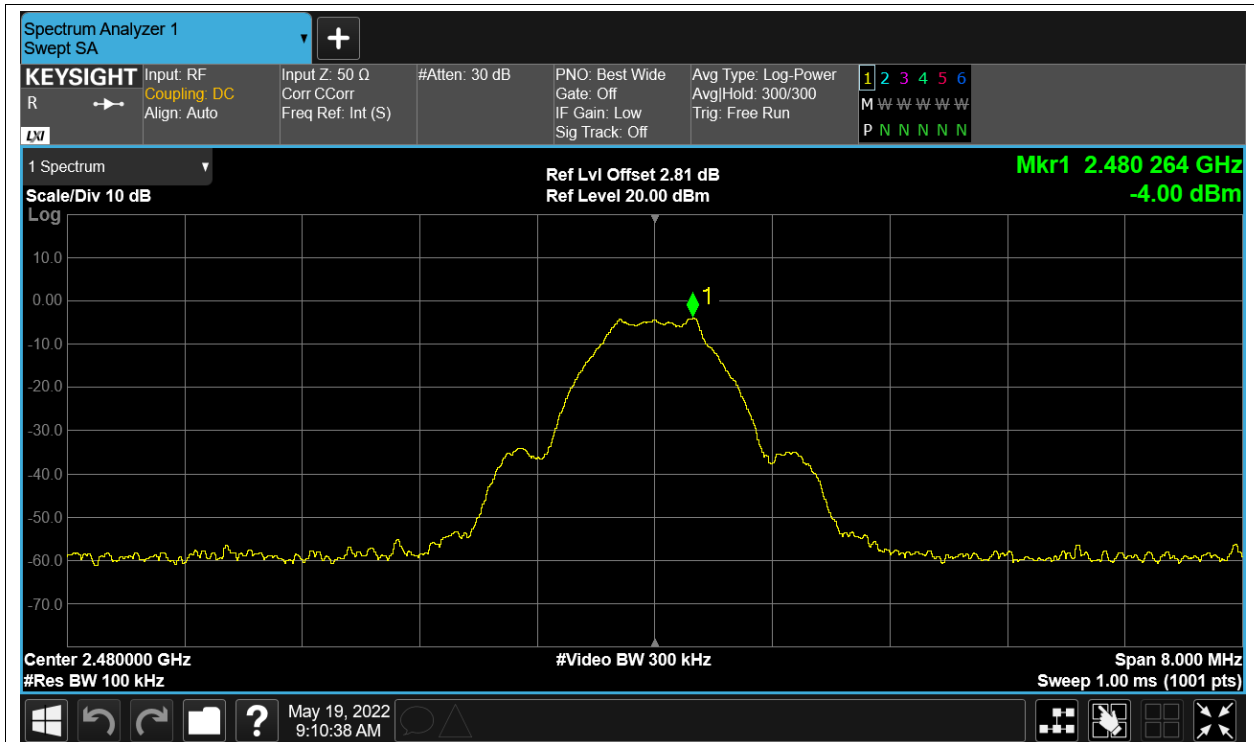 Spectrum Analyzer 1
Swept SA
KEYSIGHT
R
LXI
Input: RF
Coupling: DC
Align: Auto
Input Z: 50 Ω
Corr CCorr
Freq Ref: Int (S)
#Atten: 30 dB
PNO: Best Wide
Gate: Off
IF Gain: Low
Sig Track: Off
Avg Type: Log-Power
Avg|Hold: 300/300
Trig: Free Run
1 2 3 4 5 6
M W W W W W
P N N N N N
1 Spectrum
Scale/Div 10 dB
Ref Lvl Offset 2.81 dB
Ref Level 20.00 dBm
Mkr1 2.480 264 GHz
-4.00 dBm
Log
10.0
0.00
-10.0
-20.0
-30.0
-40.0
-50.0
-60.0
-70.0
1
Center 2.480000 GHz
#Res BW 100 kHz
#Video BW 300 kHz
Span 8.000 MHz
Sweep 1.00 ms (1001 pts)
?
May 19, 2022
9:10:38 AM